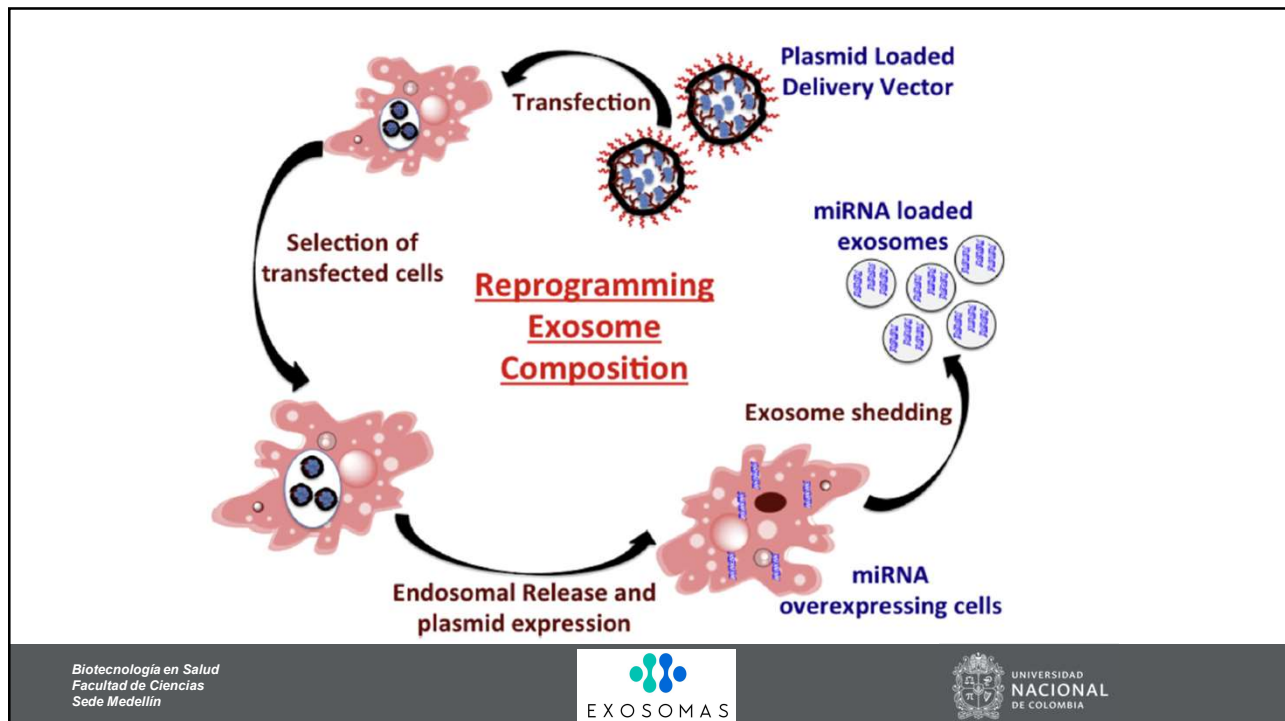 Plasmid Loaded
Delivery Vector
Transfection
miRNA loaded
exosomes
Selection of
transfected cells
Reprogramming
Exosome
Composition
Exosome shedding
Endosomal Release and
plasmid expression
miRNA
overexpressing cells
Biotecnología en Salud
Facultad de Ciencias
Sede Medellín
EXOSOMAS
UNIVERSIDAD
NACIONAL
DE COLOMBIA